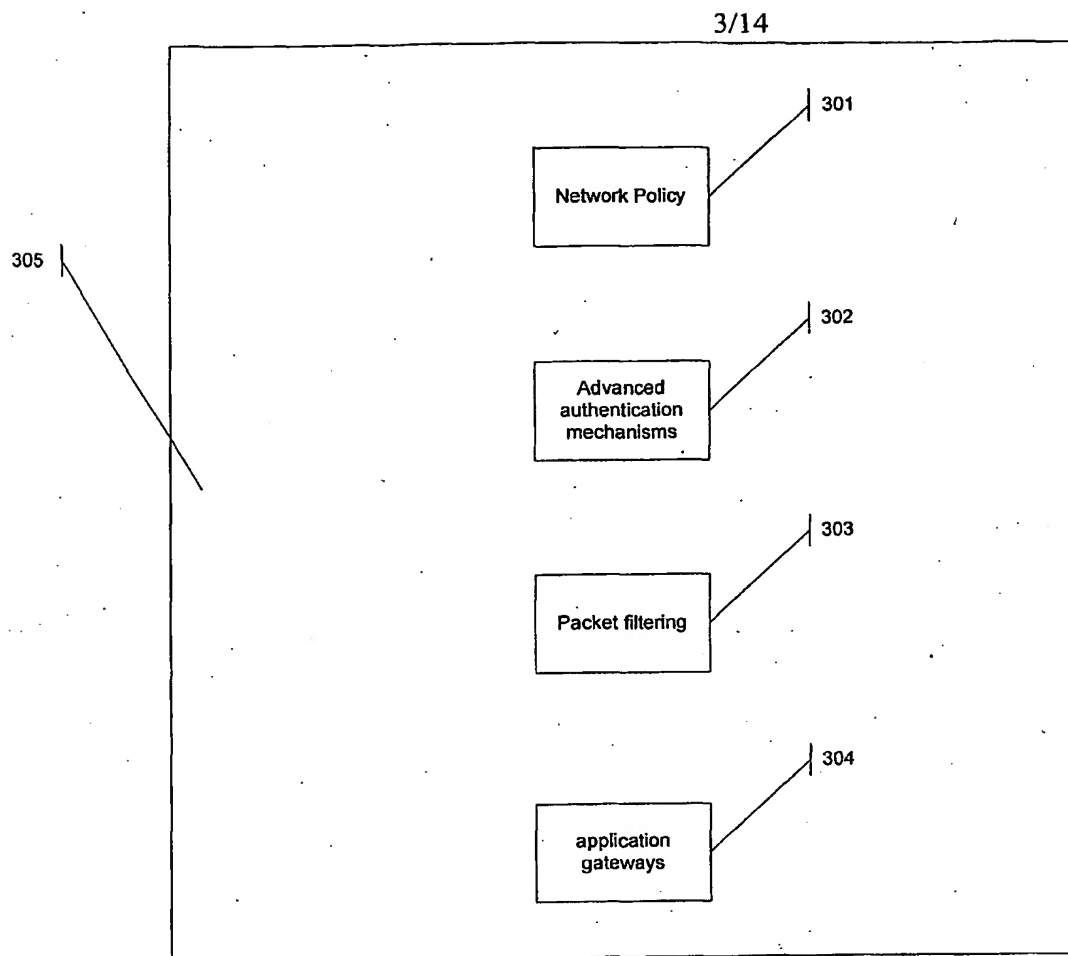 3/14
301
Network Policy
305
302
Advanced
authentication
mechanisms
303
Packet filtering
304
application
gateways